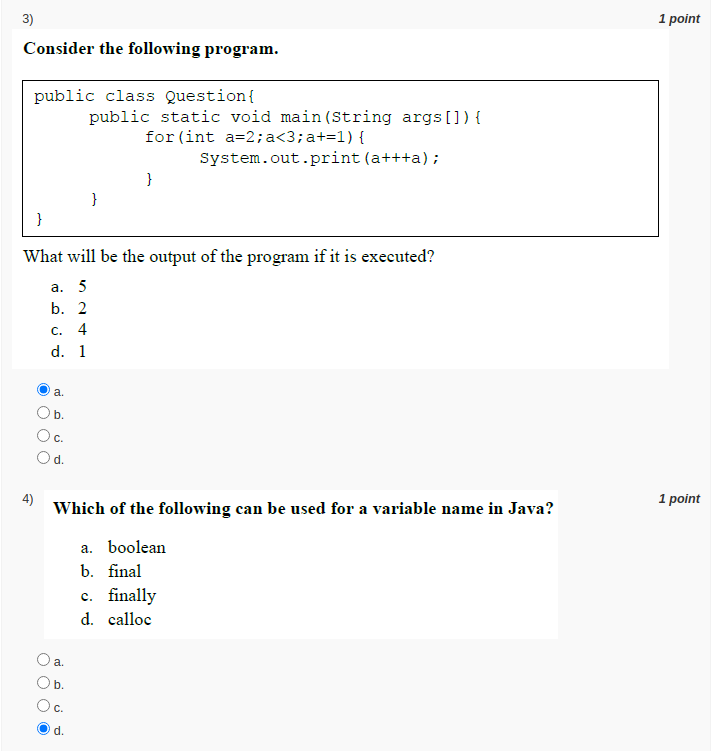 3)
1 point
Consider the following program.
public class Question{
public static void main(String args[]){
for(int a=2;a<3;a+=1){
System.out.print(a+++a);
}
}
}
What will be the output of the program if it is executed?
a. 5
b. 2
c. 4
d. 1
a.
b.
c.
d.
4)
1 point
Which of the following can be used for a variable name in Java?
a. boolean
b. final
c. finally
d. calloc
a.
b.
c.
d.